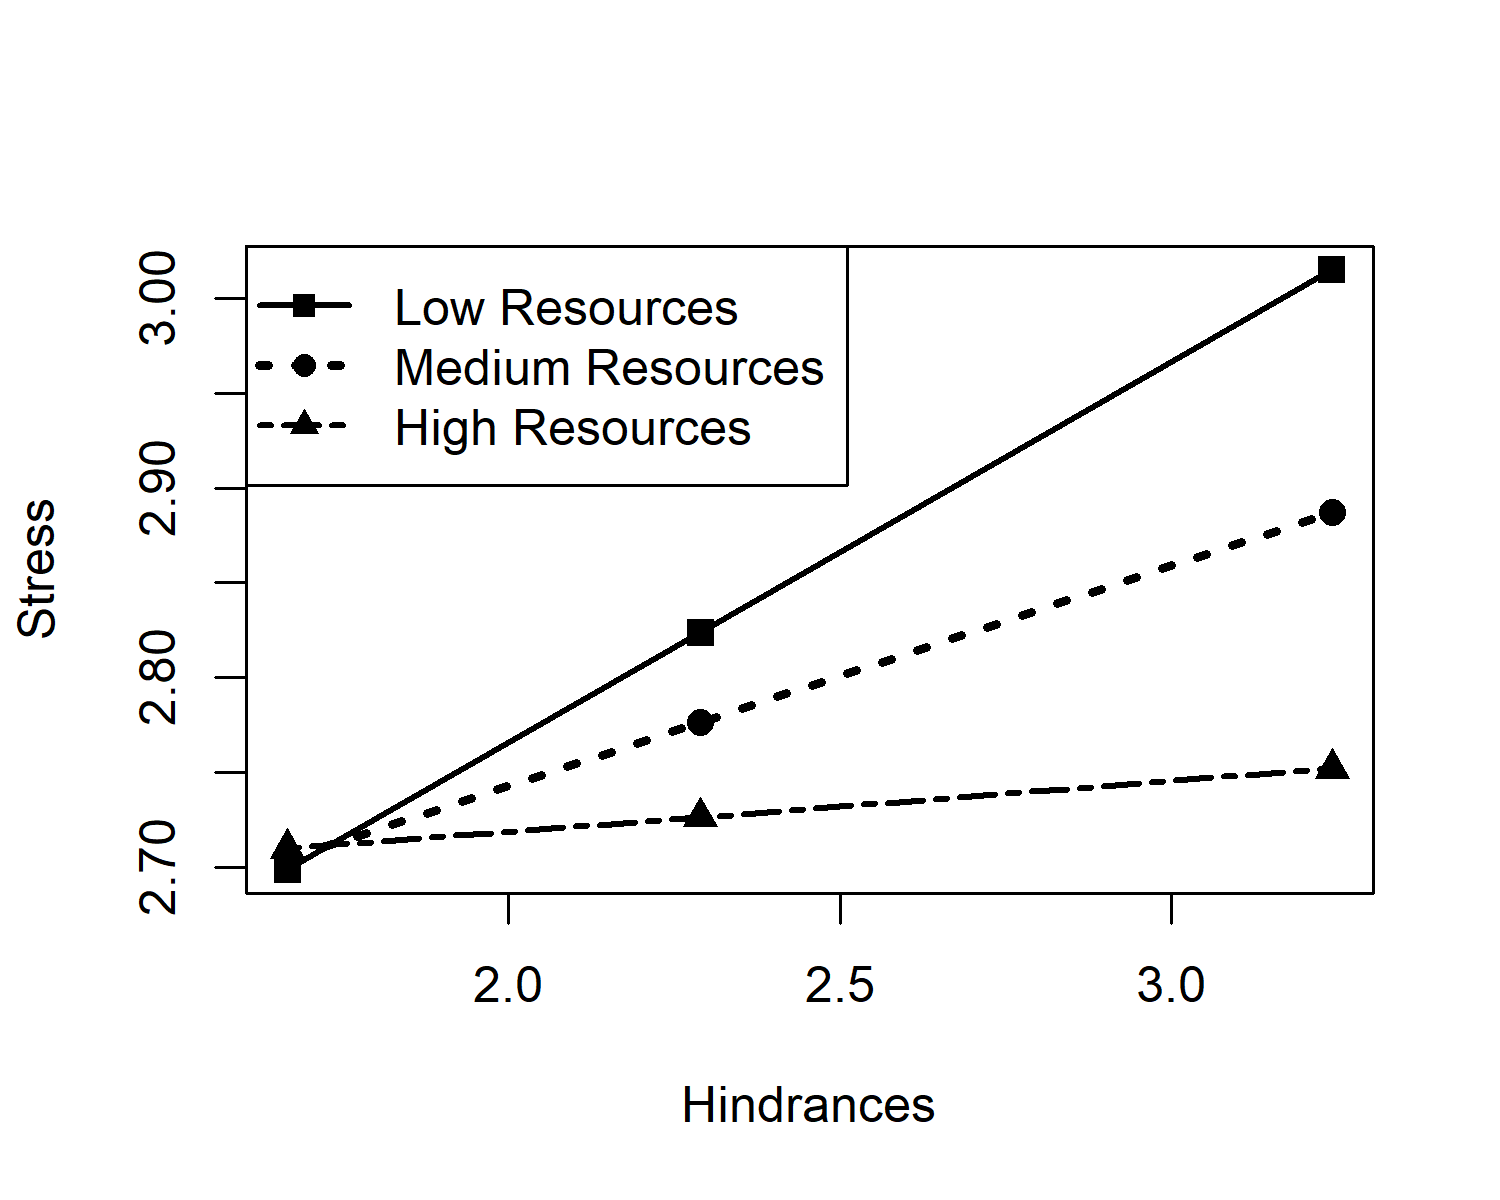 Low Resources
Medium Resources
High Resources
Stress
3.00
2.90
2.80
2.70
2.0 2.5 3.0
Hindrances